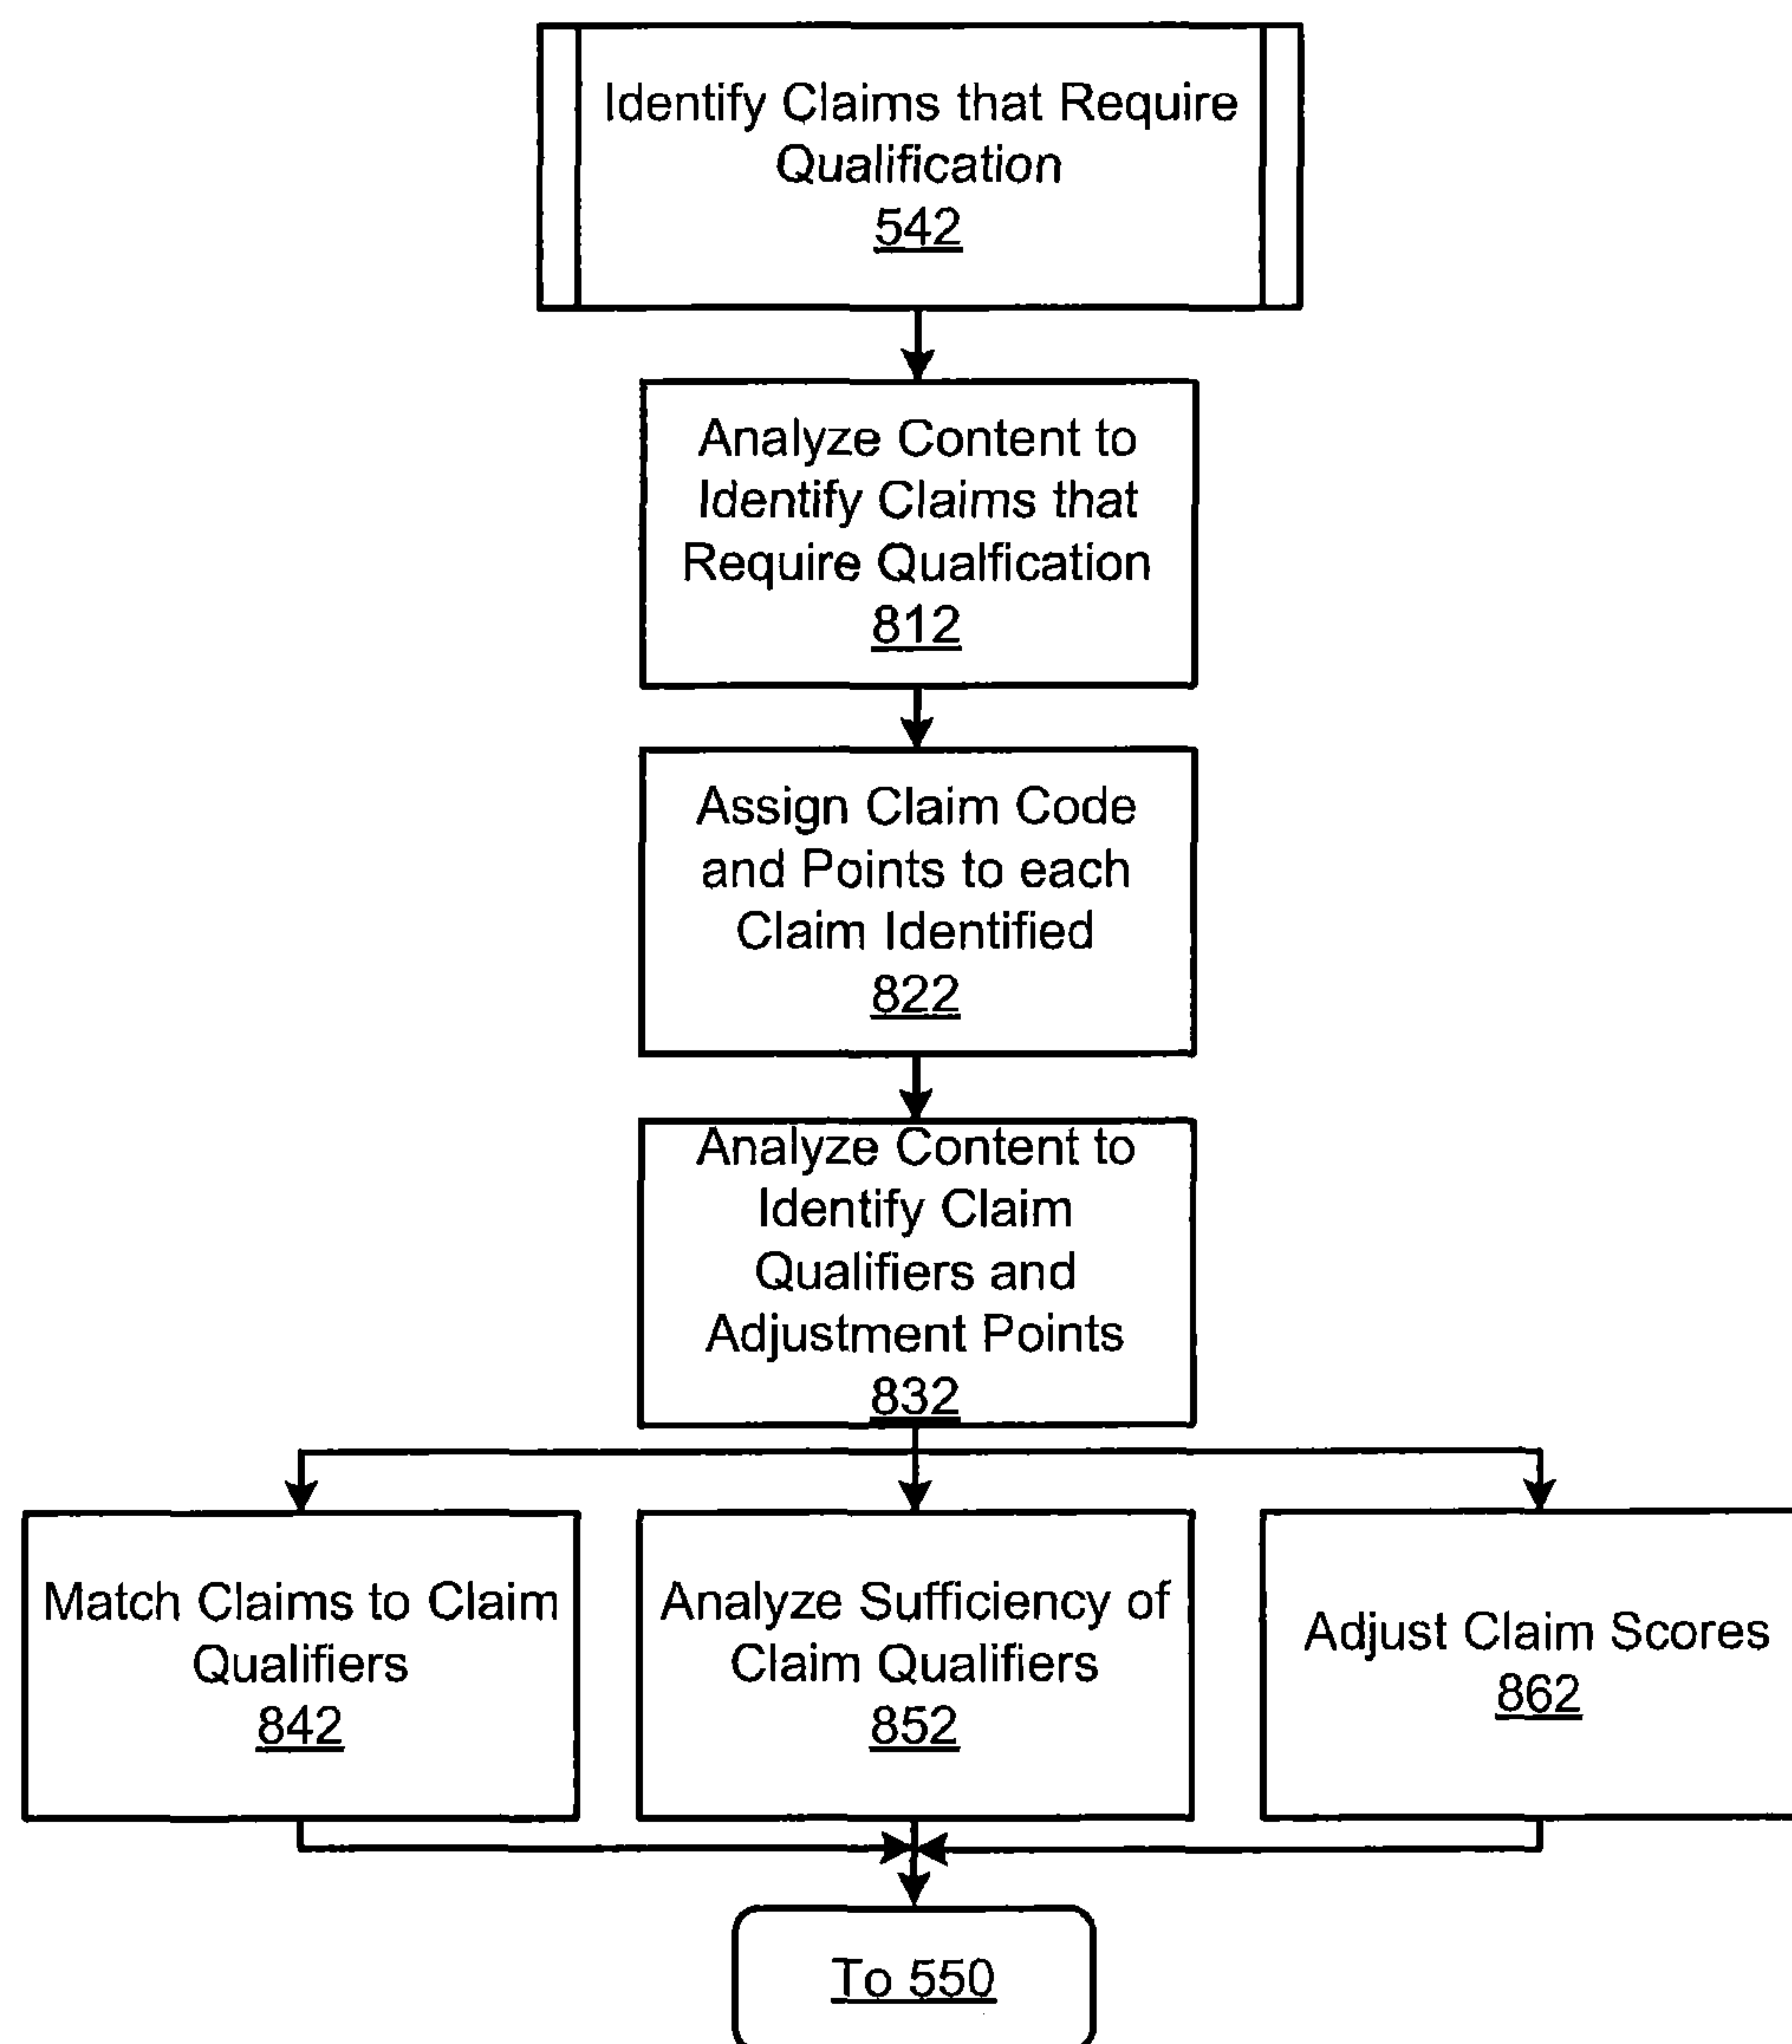 Identify Claims that Require
Qualification
542
Analyze Content to
Identify Claims that
Require Qualfication
812
Assign Claim Code
and Points to each
Claim Identified
822
Analyze Content to
Identify Claim
Qualifiers and
Adjustment Points
832
Match Claims to Claim
Qualifiers
842
Analyze Sufficiency of
Claim Qualifiers
852
Adjust Claim Scores
862
To 550